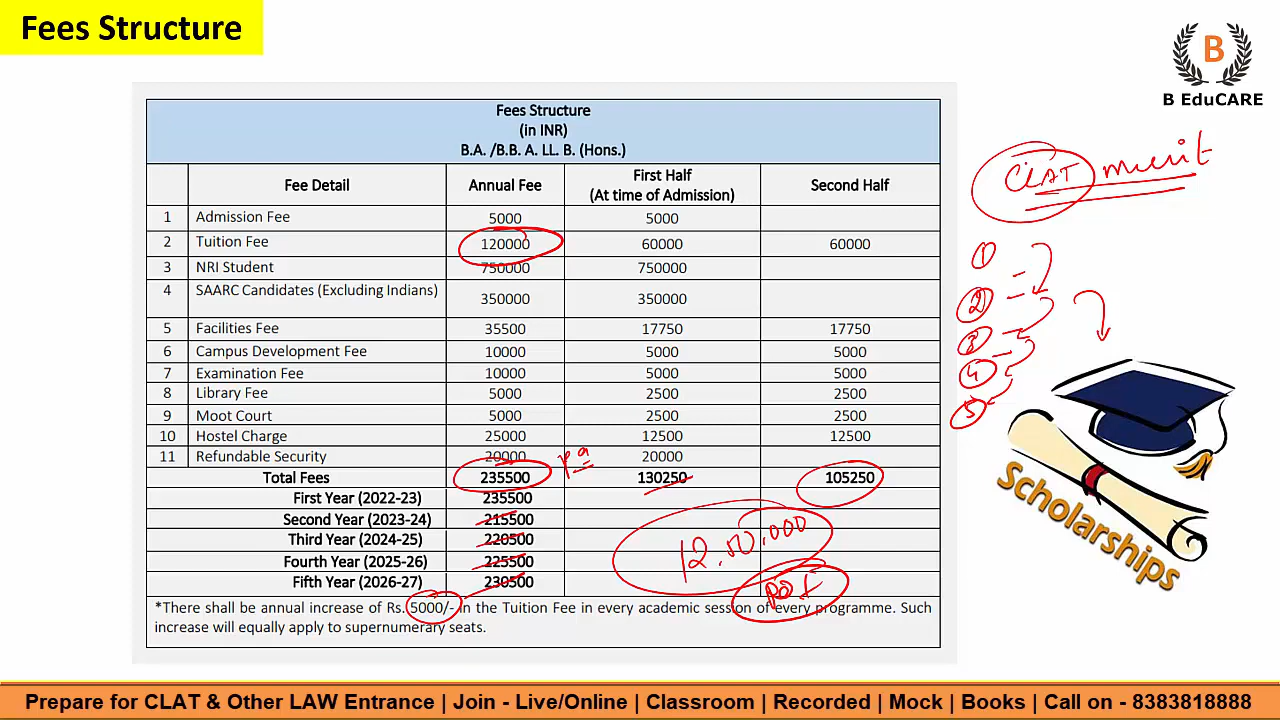 Fees Structure
B
B EduCARE
Fees Structure
(in INR)
B.A. /B.B. A. LL. B. (Hons.)
Fee Detail Annual Fee First Half (At time of Admission) Second Half
1 Admission Fee 5000 5000
2 Tuition Fee 120000 60000 60000
3 NRI Student 750000 750000
4 SAARC Candidates (Excluding Indians) 350000 350000
5 Facilities Fee 35500 17750 17750
6 Campus Development Fee 10000 5000 5000
7 Examination Fee 10000 5000 5000
8 Library Fee 5000 2500 2500
9 Moot Court 5000 2500 2500
10 Hostel Charge 25000 12500 12500
11 Refundable Security 20000 20000
Total Fees 235500 130250 105250
First Year (2022-23) 235500
Second Year (2023-24) 215500
Third Year (2024-25) 220500
Fourth Year (2025-26) 225500
Fifth Year (2026-27) 230500
*There shall be annual increase of Rs. 5000/- in the Tuition Fee in every academic session of every programme. Such
increase will equally apply to supernumerary seats.
CLAT merit
1
2
3
4
5
p.a
Scholarships
Prepare for CLAT & Other LAW Entrance | Join - Live/Online | Classroom | Recorded | Mock | Books | Call on - 8383818888